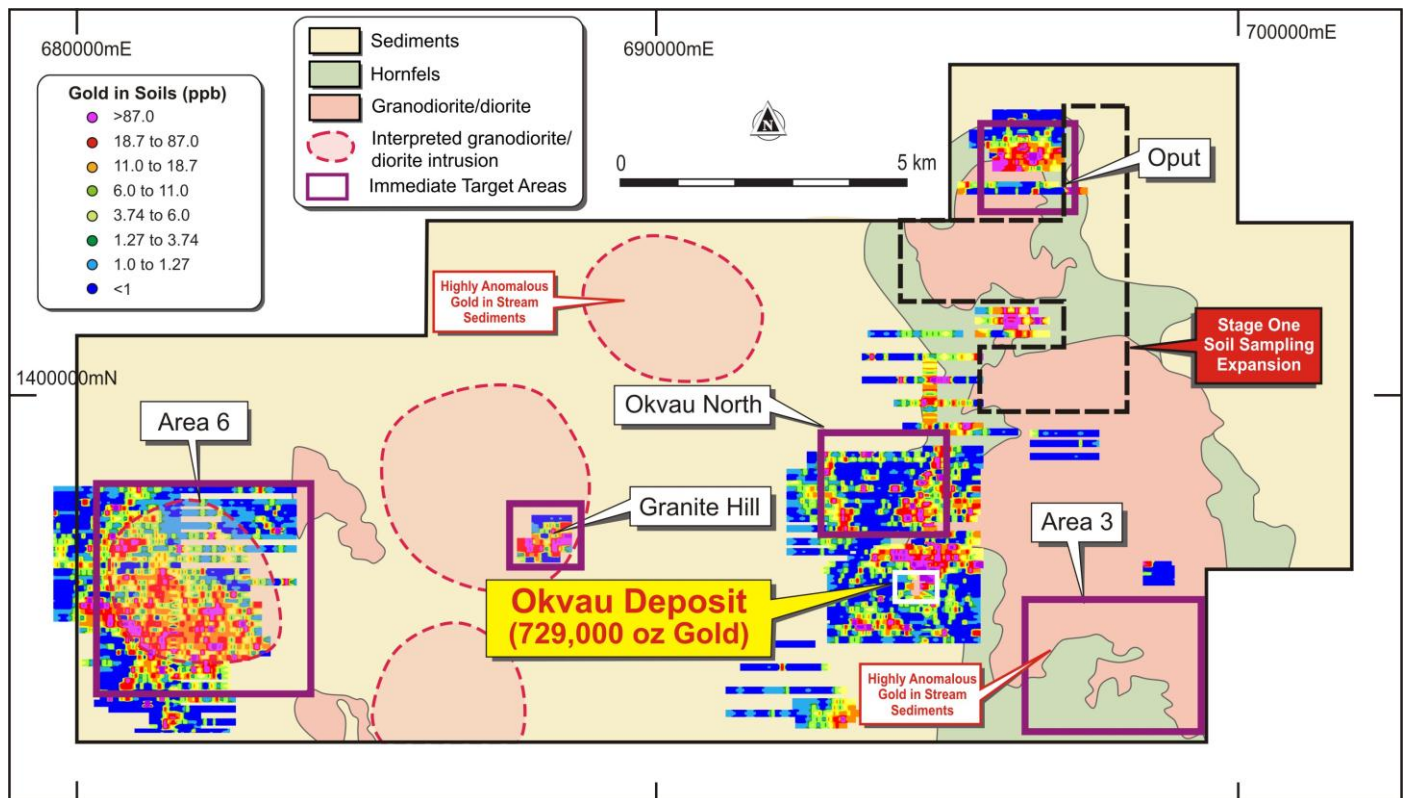 680000mE
690000mE
700000mE
Sediments
Hornfels
Granodiorite/diorite
Interpreted granodiorite/
diorite intrusion
Immediate Target Areas
Gold in Soils (ppb)
>87.0
18.7 to 87.0
11.0 to 18.7
6.0 to 11.0
3.74 to 6.0
1.27 to 3.74
1.0 to 1.27
<1
N
0
5 km
Oput
Highly Anomalous
Gold in Stream
Sediments
Stage One
Soil Sampling
Expansion
1400000mN
Area 6
Okvau North
Granite Hill
Area 3
Okvau Deposit
(729,000 oz Gold)
Highly Anomalous
Gold in Stream
Sediments